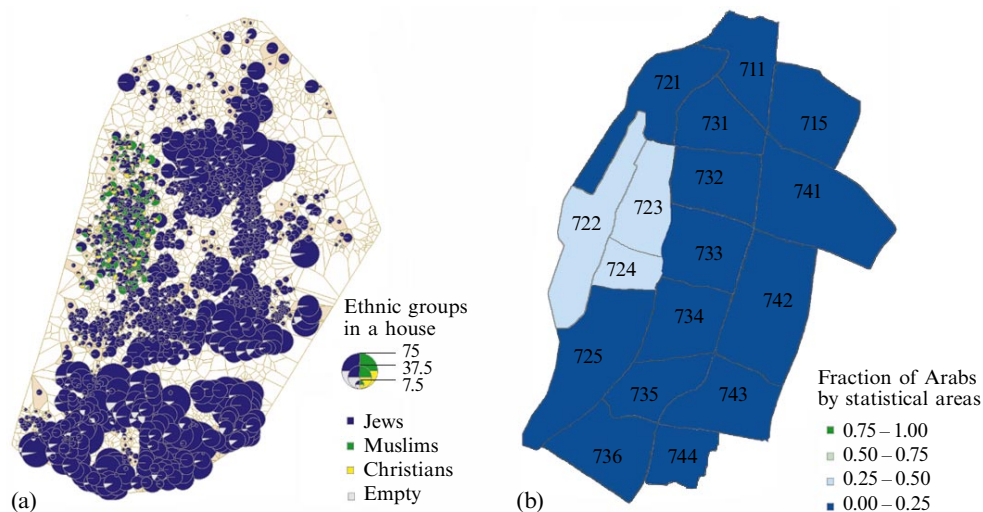 Ethnic groups
in a house
75
37.5
7.5
Jews
Muslims
Christians
Empty
(a)
711
721
715
731
732
741
722
723
733
724
742
734
725
735
743
736
744
Fraction of Arabs
by statistical areas
0.75 – 1.00
0.50 – 0.75
0.25 – 0.50
0.00 – 0.25
(b)